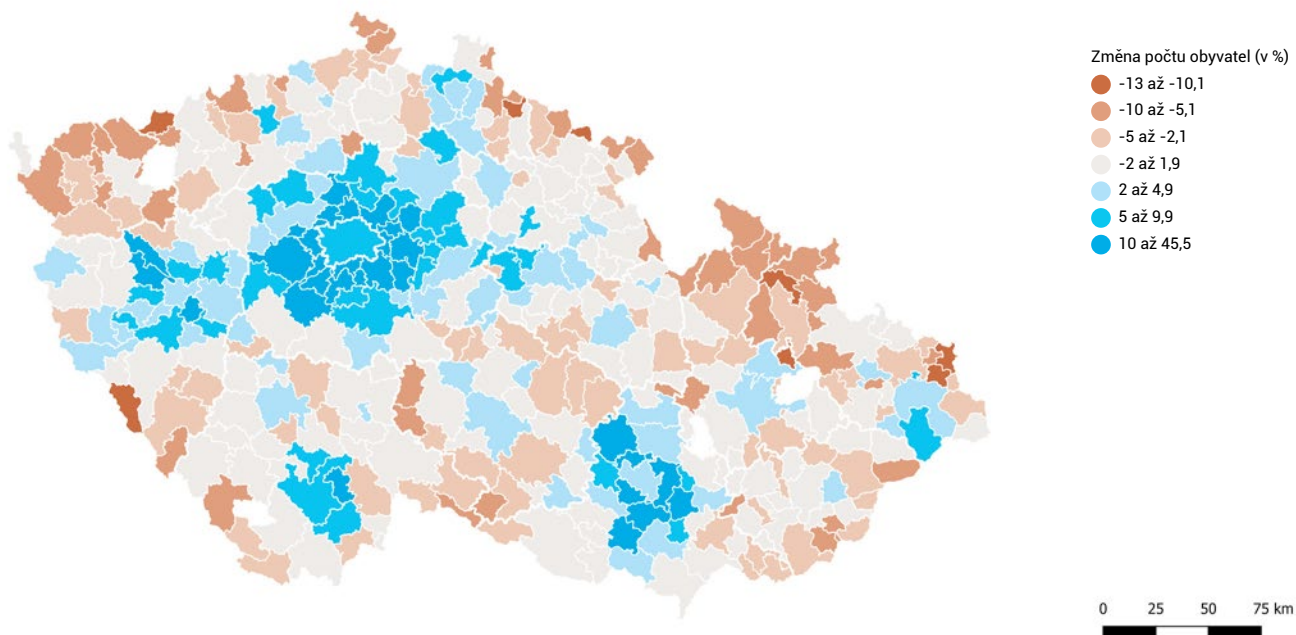 Změna počtu obyvatel (v %)
-13 až -10,1
-10 až -5,1
-5 až -2,1
-2 až 1,9
2 až 4,9
5 až 9,9
10 až 45,5
0 25 50 75 km